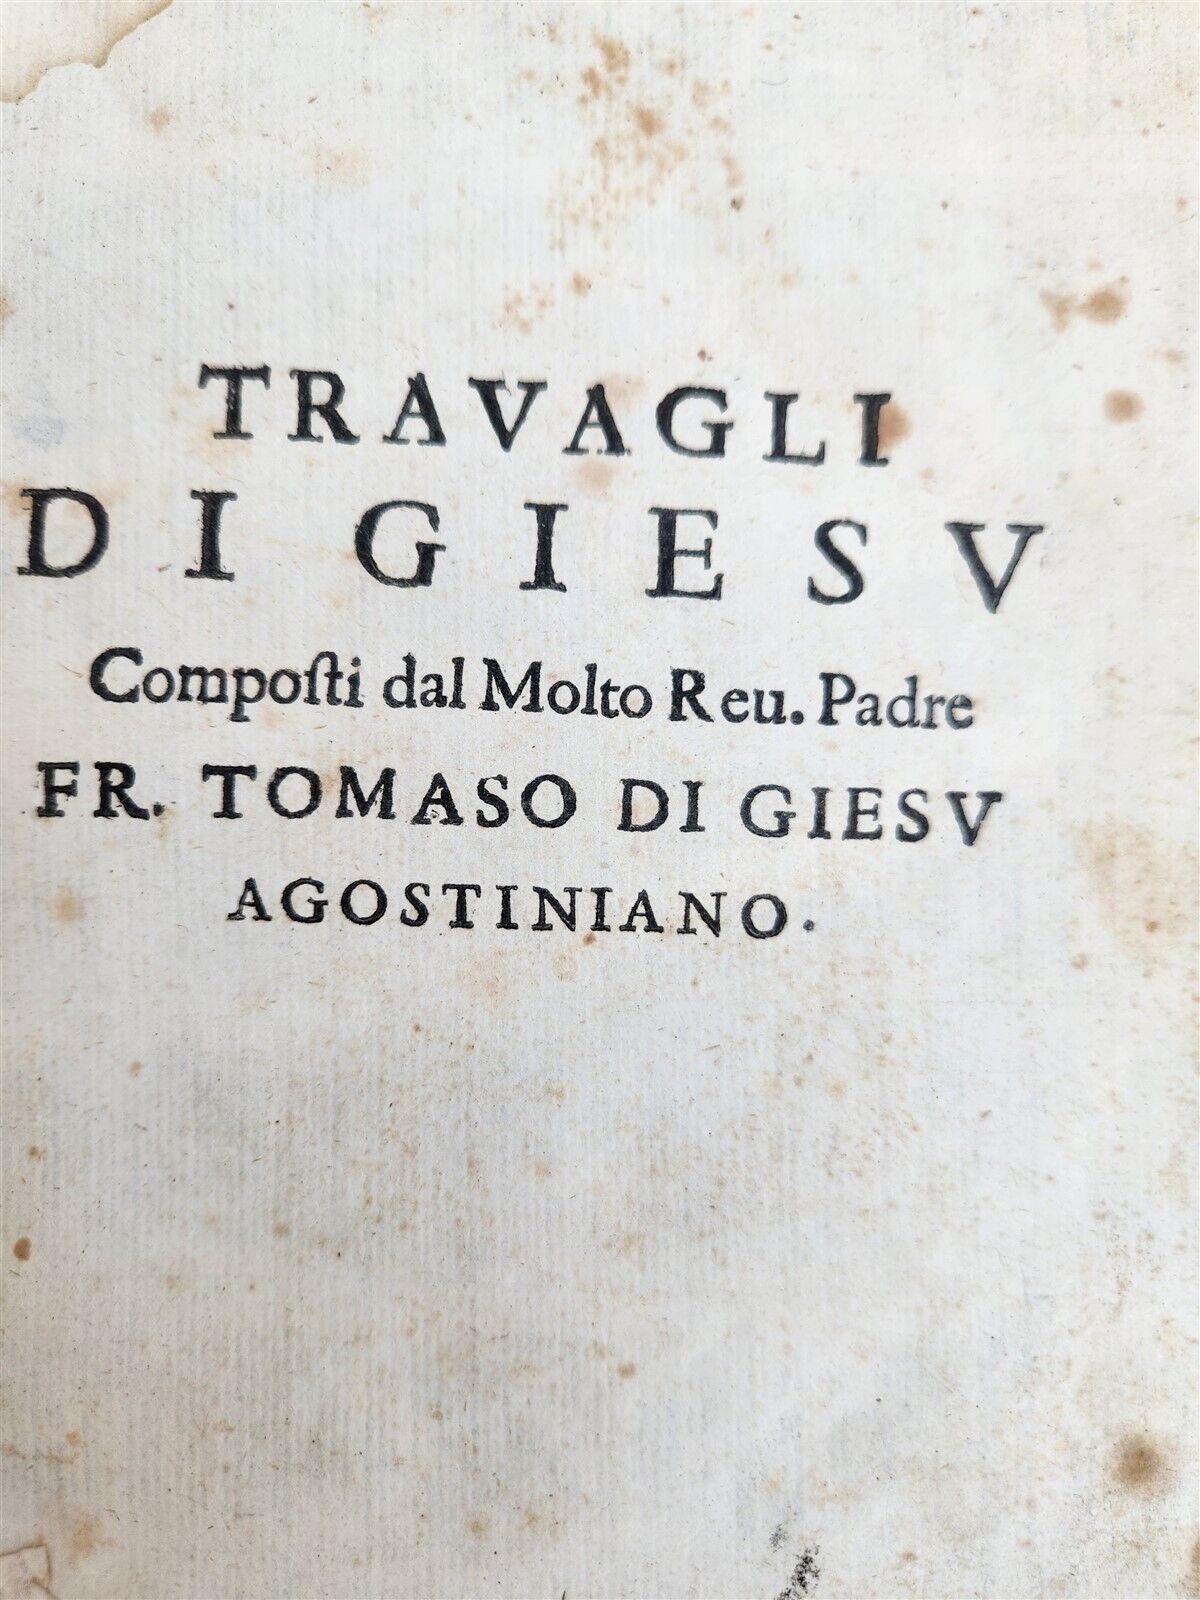 TRAVAGLI
DI GIESV
Compoſti dal Molto Reu. Padre
FR. TOMASO DI GIESV
AGOSTINIANO.